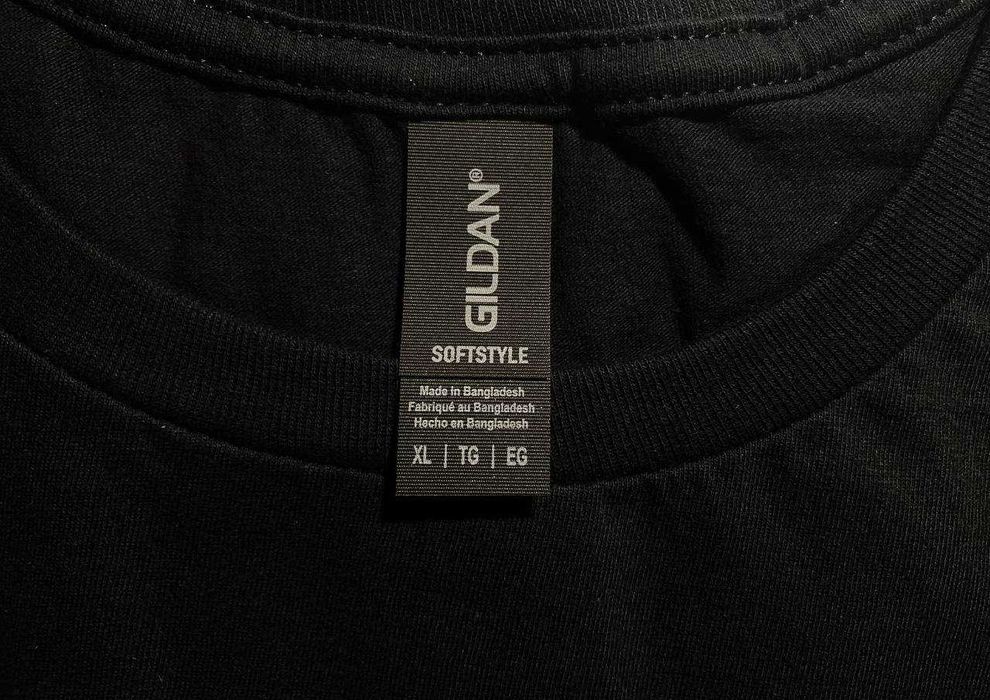 GILDAN®
SOFTSTYLE
Made in Bangladesh
Fabriqué au Bangladesh
Hecho en Bangladesh
XL | TG | EG